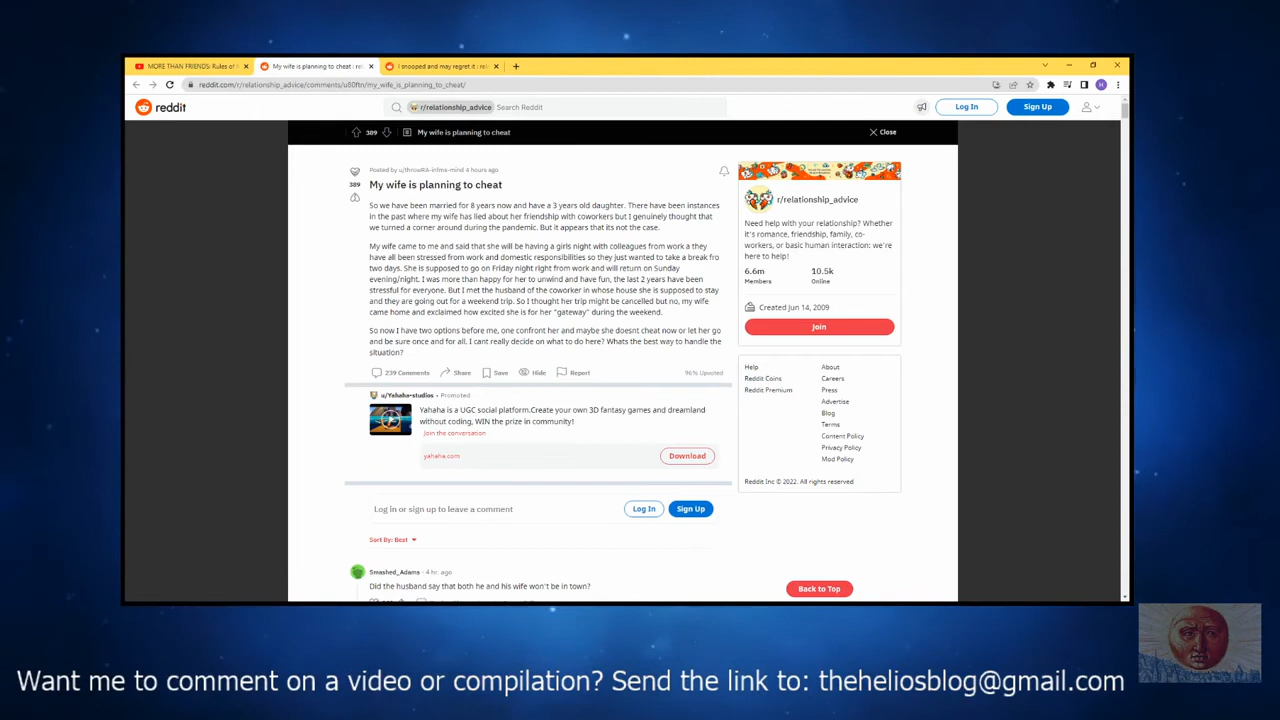 MORE THAN FRIENDS: Rules of
My wife is planning to cheat : rel
I snooped and may regret it : rela
reddit.com/r/relationship_advice/comments/u60ftn/my_wife_is_planning_to_cheat/
H
reddit
r/relationship_advice
Search Reddit
Log In
Sign Up
389
My wife is planning to cheat
Close
Posted by u/throwRA-infms-mind 4 hours ago
389
My wife is planning to cheat
So we have been married for 8 years now and have a 3 years old daughter. There have been instances
in the past where my wife has lied about her friendship with coworkers but I genuinely thought that
we turned a corner around during the pandemic. But it appears that its not the case.
My wife came to me and said that she will be having a girls night with colleagues from work a they
have all been stressed from work and domestic responsibilities so they just wanted to take a break fro
two days. She is supposed to go on Friday night right from work and will return on Sunday
evening/night. I was more than happy for her to unwind and have fun, the last 2 years have been
stressful for everyone. But I met the husband of the coworker in whose house she is supposed to stay
and they are going out for a weekend trip. So I thought her trip might be cancelled but no, my wife
came home and exclaimed how excited she is for her "gateway" during the weekend.
So now I have two options before me, one confront her and maybe she doesnt cheat now or let her go
and be sure once and for all. I cant really decide on what to do here? Whats the best way to handle the
situation?
239 Comments
Share
Save
Hide
Report
96% Upvoted
u/Yahaha-studios • Promoted
Yahaha is a UGC social platform.Create your own 3D fantasy games and dreamland
without coding, WIN the prize in community!
Join the conversation
yahaha.com
Download
Log in or sign up to leave a comment
Log In
Sign Up
Sort By: Best
Smashed_Adams · 4 hr. ago
Did the husband say that both he and his wife won't be in town?
r/relationship_advice
Need help with your relationship? Whether
it's romance, friendship, family, co-
workers, or basic human interaction: we're
here to help!
6.6m
Members
10.5k
Online
Created Jun 14, 2009
Join
Help
Reddit Coins
Reddit Premium
About
Careers
Press
Advertise
Blog
Terms
Content Policy
Privacy Policy
Mod Policy
Reddit Inc © 2022. All rights reserved
Back to Top
Want me to comment on a video or compilation? Send the link to: theheliosblog@gmail.com